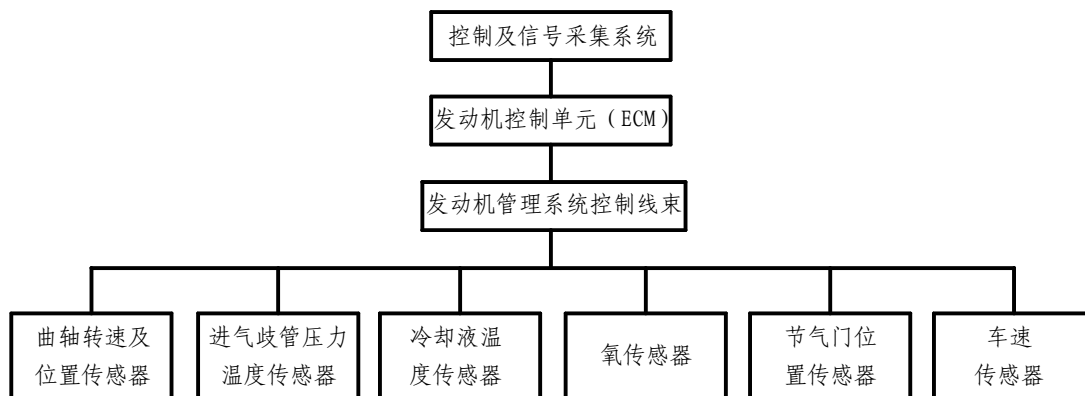 控制及信号采集系统
发动机控制单元（ECM）
发动机管理系统控制线束
曲轴转速及
位置传感器
进气歧管压力
温度传感器
冷却液温
度传感器
氧传感器
节气门位
置传感器
车速
传感器